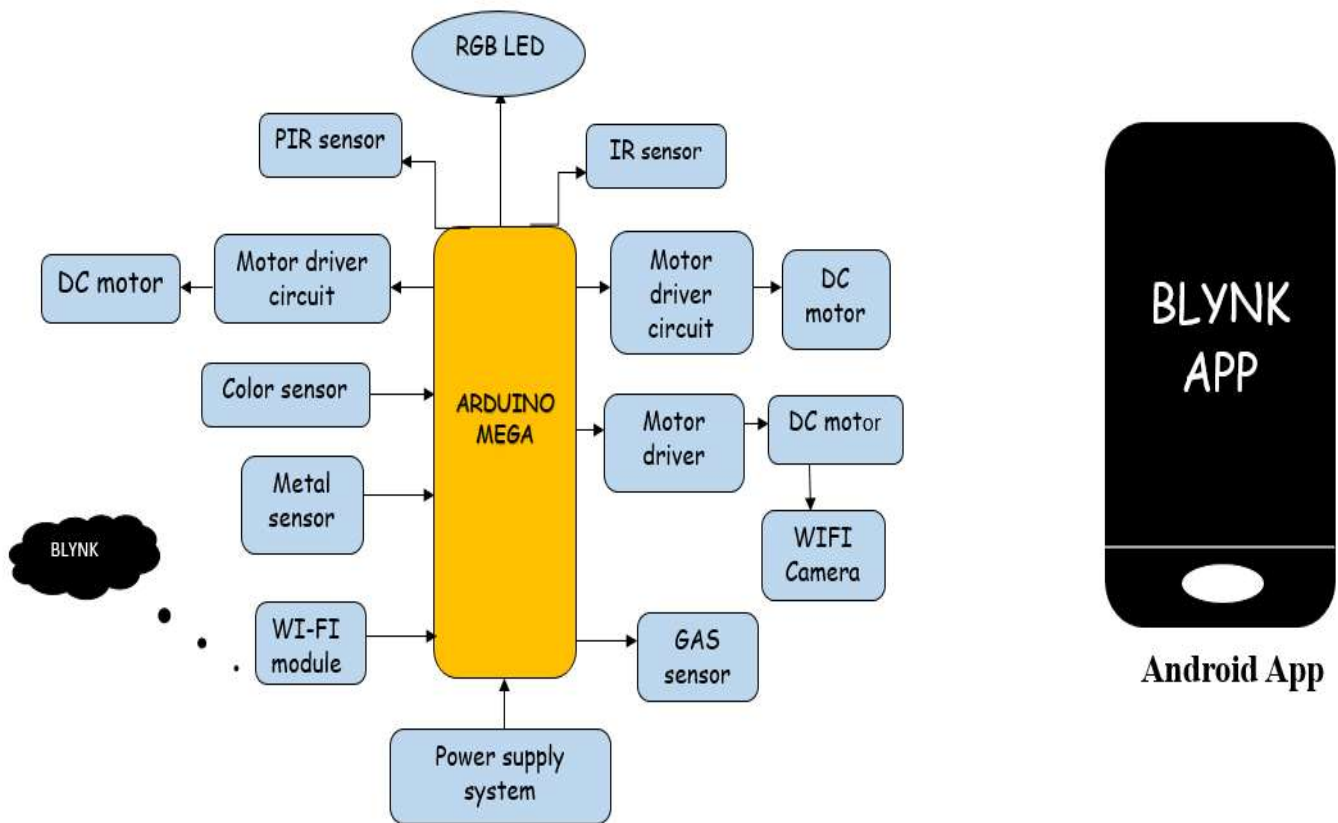 RGB LED
PIR sensor
IR sensor
DC motor
Motor driver
circuit
Motor
driver
circuit
DC
motor
Color sensor
ARDUINO
MEGA
Motor
driver
DC motor
Metal
sensor
WIFI
Camera
BLYNK
WI-FI
module
GAS
sensor
Power supply
system
BLYNK
APP
Android App